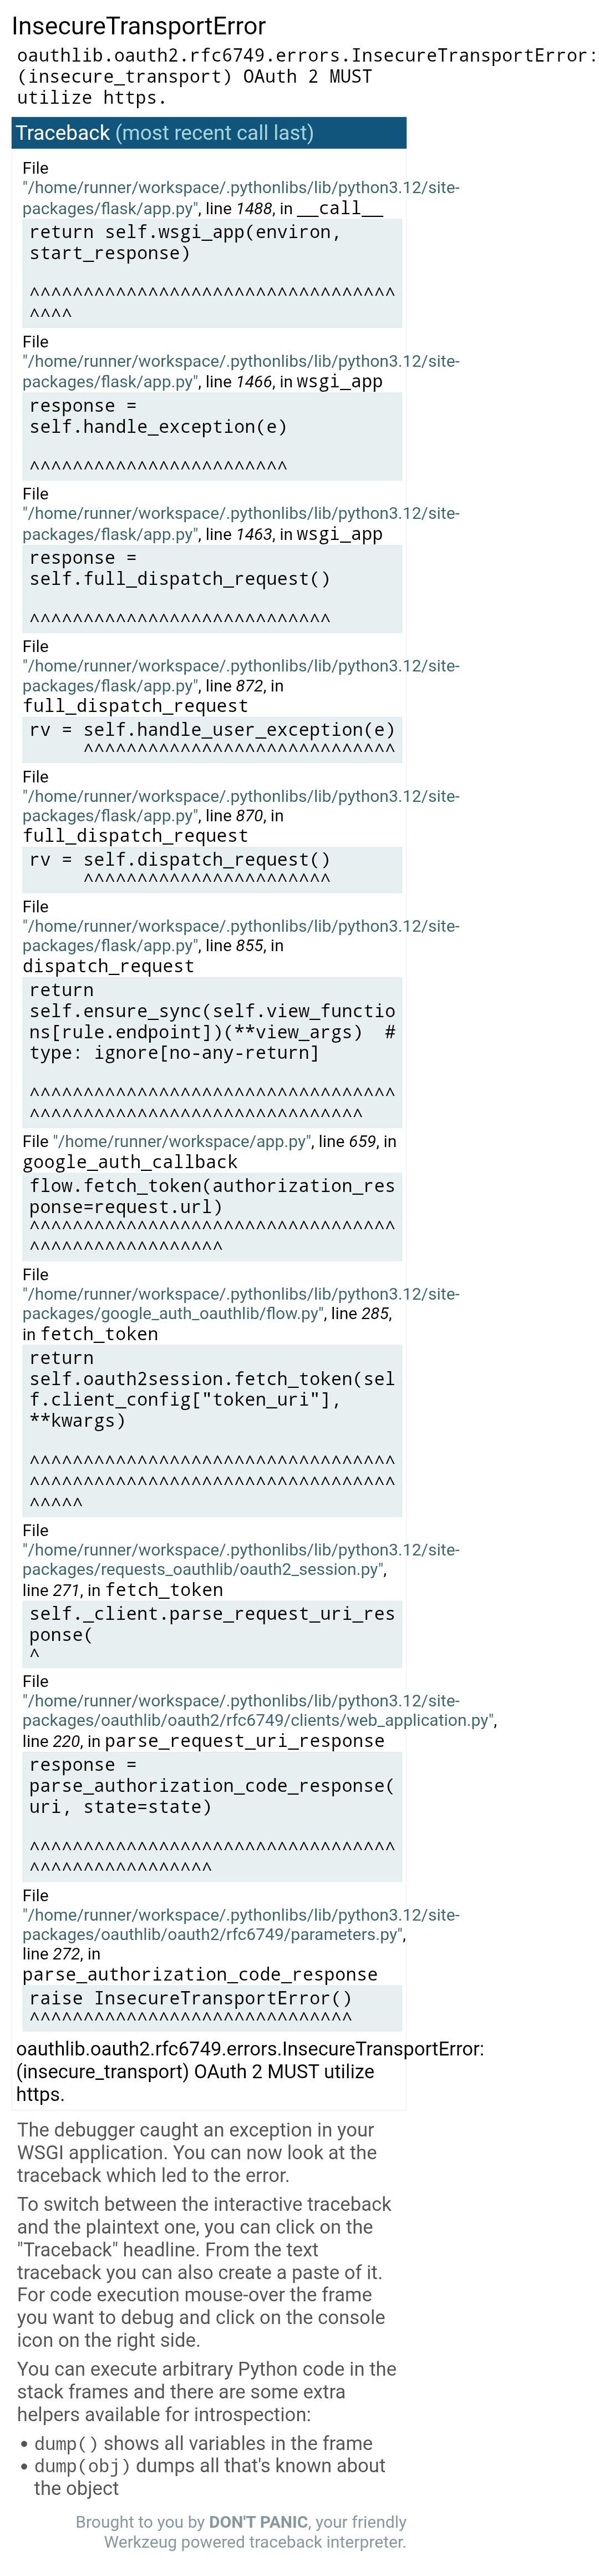 InsecureTransportError
oauthlib.oauth2.rfc6749.errors.InsecureTransportError:
(insecure_transport) OAuth 2 MUST
utilize https.
Traceback (most recent call last)
File
"/home/runner/workspace/.pythonlibs/lib/python3.12/site-
packages/flask/app.py", line 1488, in __call__
return self.wsgi_app(environ,
start_response)
^^^^^^^^^^^^^^^^^^^^^^^^^^^^^^^^^^
^^^^
File
"/home/runner/workspace/.pythonlibs/lib/python3.12/site-
packages/flask/app.py", line 1466, in wsgi_app
response =
self.handle_exception(e)
^^^^^^^^^^^^^^^^^^^^^^^^
File
"/home/runner/workspace/.pythonlibs/lib/python3.12/site-
packages/flask/app.py", line 1463, in wsgi_app
response =
self.full_dispatch_request()
^^^^^^^^^^^^^^^^^^^^^^^^^^^^
File
"/home/runner/workspace/.pythonlibs/lib/python3.12/site-
packages/flask/app.py", line 872, in
full_dispatch_request
rv = self.handle_user_exception(e)
^^^^^^^^^^^^^^^^^^^^^^^^^^^^^
File
"/home/runner/workspace/.pythonlibs/lib/python3.12/site-
packages/flask/app.py", line 870, in
full_dispatch_request
rv = self.dispatch_request()
^^^^^^^^^^^^^^^^^^^^^^^
File
"/home/runner/workspace/.pythonlibs/lib/python3.12/site-
packages/flask/app.py", line 855, in
dispatch_request
return
self.ensure_sync(self.view_functio
ns[rule.endpoint])(**view_args)  #
type: ignore[no-any-return]
^^^^^^^^^^^^^^^^^^^^^^^^^^^^^^^^^^
^^^^^^^^^^^^^^^^^^^^^^^^^^^^^^^
File "/home/runner/workspace/app.py", line 659, in
google_auth_callback
flow.fetch_token(authorization_res
ponse=request.url)
^^^^^^^^^^^^^^^^^^^^^^^^^^^^^^^^^^
^^^^^^^^^^^^^^^^^^
File
"/home/runner/workspace/.pythonlibs/lib/python3.12/site-
packages/google_auth_oauthlib/flow.py", line 285,
in fetch_token
return
self.oauth2session.fetch_token(sel
f.client_config["token_uri"],
**kwargs)
^^^^^^^^^^^^^^^^^^^^^^^^^^^^^^^^^^
^^^^^^^^^^^^^^^^^^^^^^^^^^^^^^^^^^
^^^^^
File
"/home/runner/workspace/.pythonlibs/lib/python3.12/site-
packages/requests_oauthlib/oauth2_session.py",
line 271, in fetch_token
self._client.parse_request_uri_res
ponse(
^
File
"/home/runner/workspace/.pythonlibs/lib/python3.12/site-
packages/oauthlib/oauth2/rfc6749/clients/web_application.py",
line 220, in parse_request_uri_response
response =
parse_authorization_code_response(
uri, state=state)
^^^^^^^^^^^^^^^^^^^^^^^^^^^^^^^^^^
^^^^^^^^^^^^^^^^^
File
"/home/runner/workspace/.pythonlibs/lib/python3.12/site-
packages/oauthlib/oauth2/rfc6749/parameters.py",
line 272, in
parse_authorization_code_response
raise InsecureTransportError()
^^^^^^^^^^^^^^^^^^^^^^^^^^^^^^
oauthlib.oauth2.rfc6749.errors.InsecureTransportError:
(insecure_transport) OAuth 2 MUST utilize
https.
The debugger caught an exception in your
WSGI application. You can now look at the
traceback which led to the error.
To switch between the interactive traceback
and the plaintext one, you can click on the
"Traceback" headline. From the text
traceback you can also create a paste of it.
For code execution mouse-over the frame
you want to debug and click on the console
icon on the right side.
You can execute arbitrary Python code in the
stack frames and there are some extra
helpers available for introspection:
• dump() shows all variables in the frame
• dump(obj) dumps all that's known about
the object
Brought to you by DON'T PANIC, your friendly
Werkzeug powered traceback interpreter.